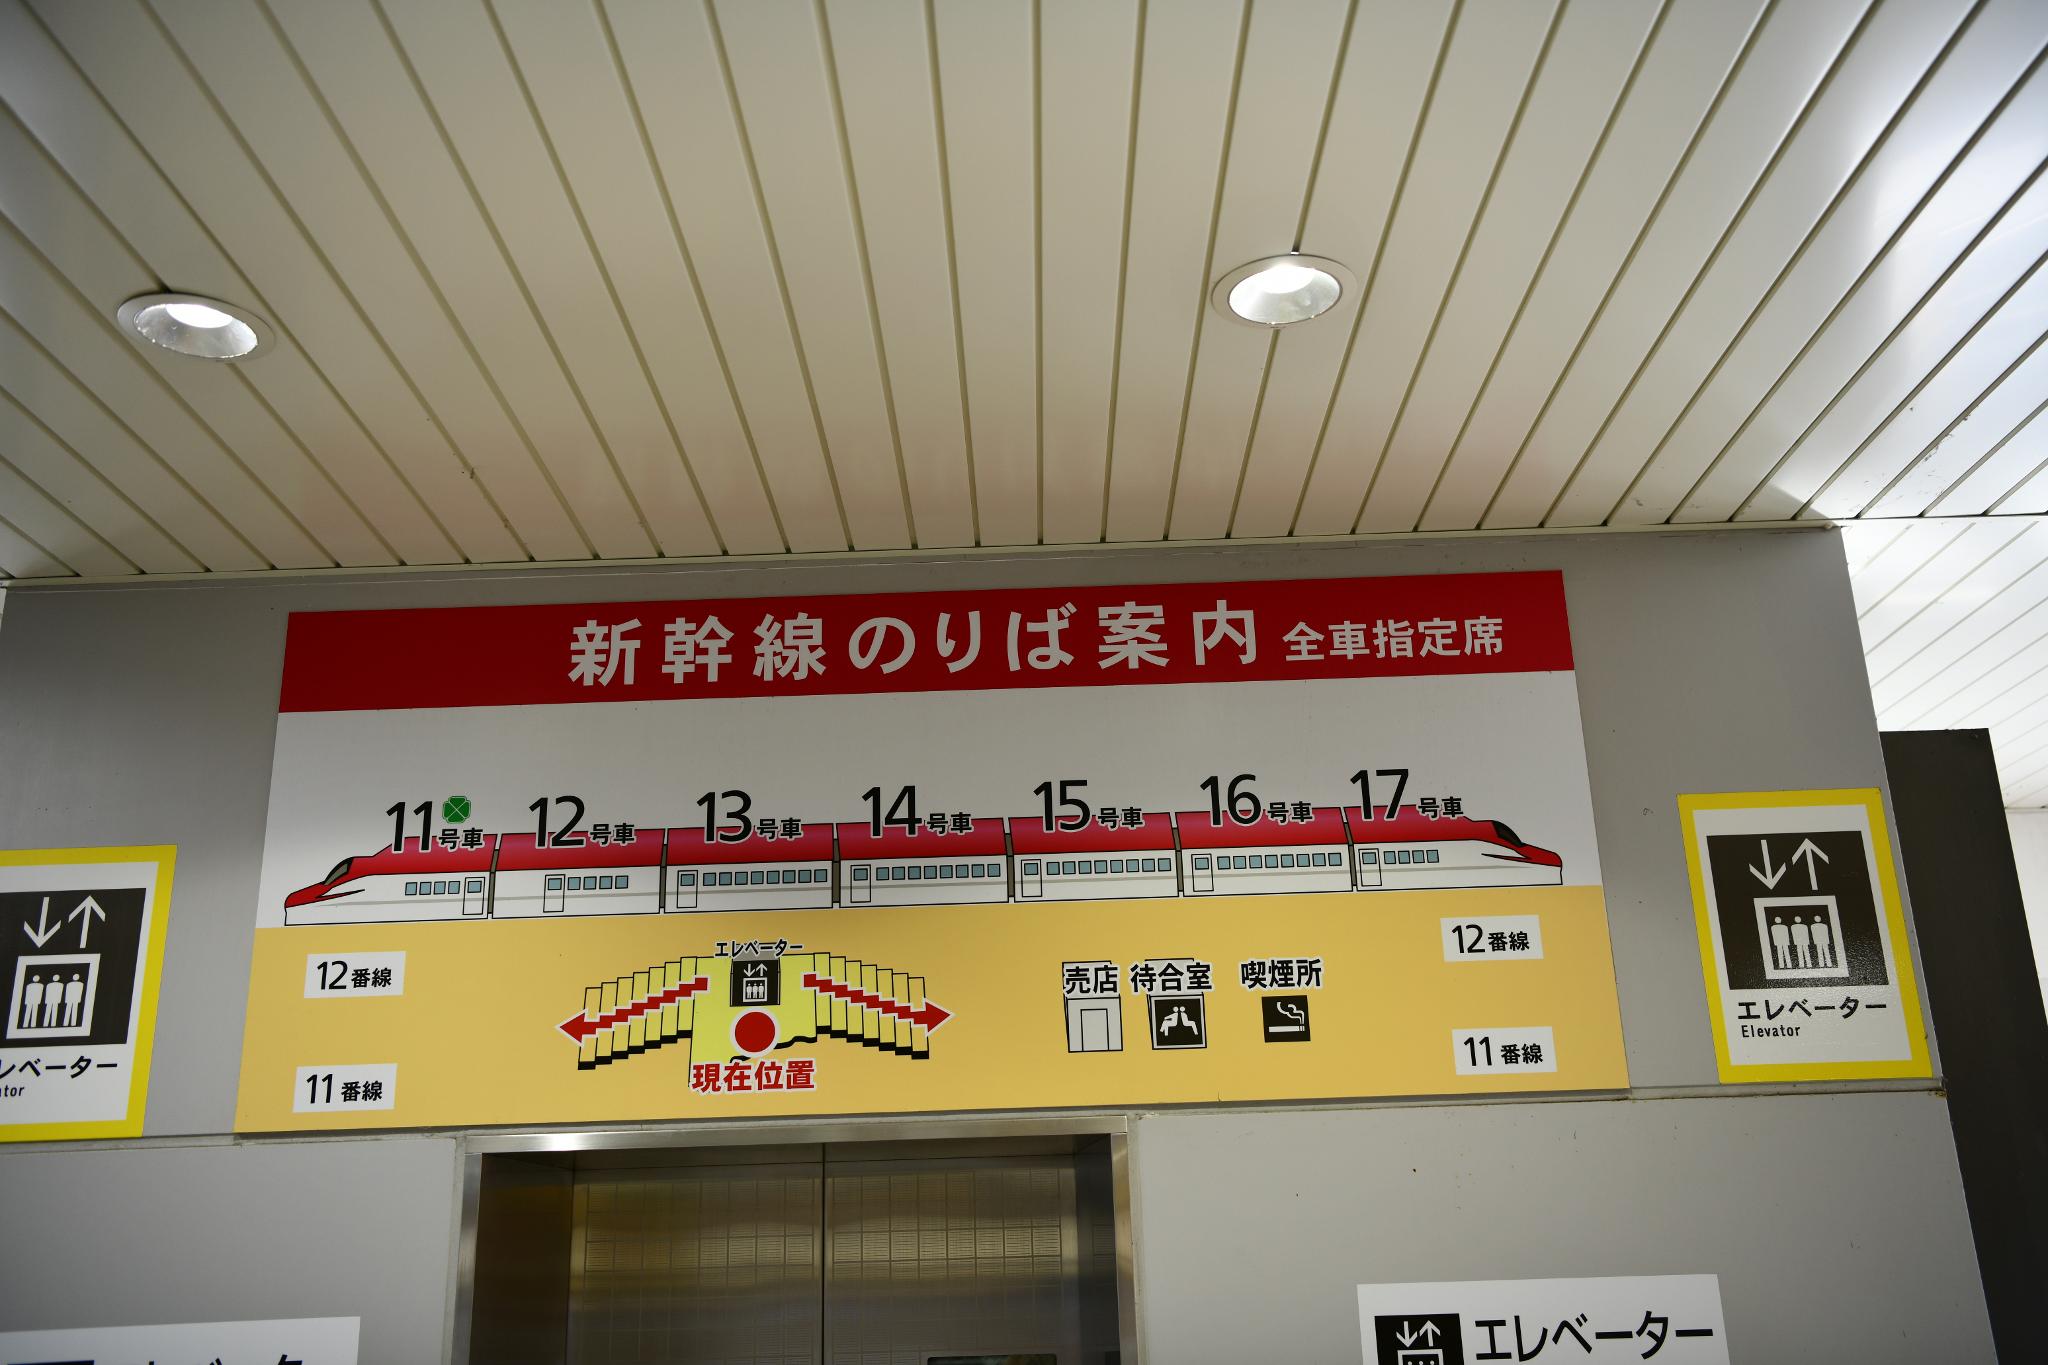 新幹線のりば案内 全車指定席
11号車 12号車 13号車 14号車 15号車 16号車 17号車
12番線
11番線
エレベーター
現在位置
売店 待合室 喫煙所
12番線
11番線
レベーター
tor
エレベーター
Elevator
エレベーター